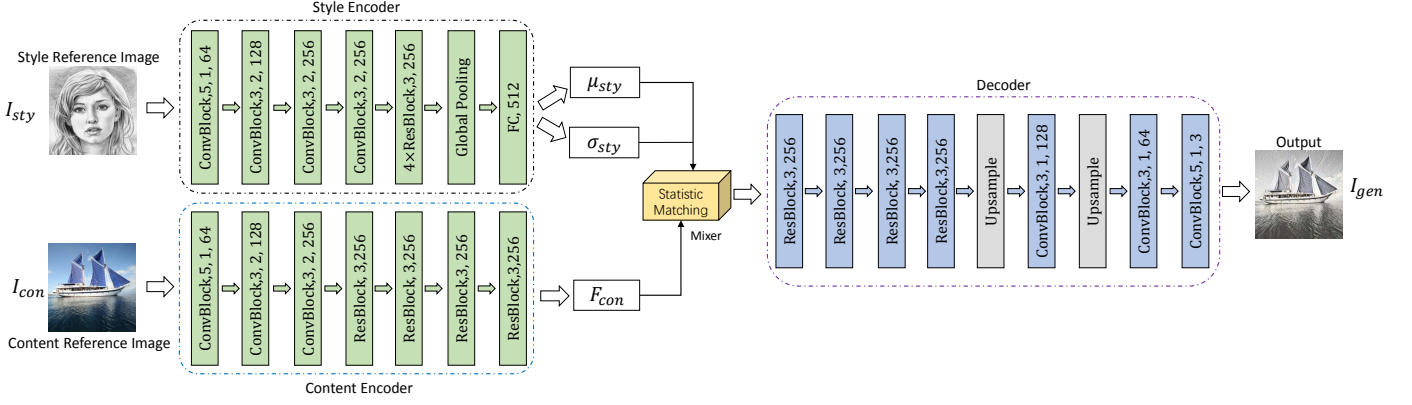 Style Encoder
Style Reference Image
I_sty
ConvBlock,5, 1, 64
ConvBlock,3, 2, 128
ConvBlock,3, 2, 256
ConvBlock,3, 2, 256
4×ResBlock,3, 256
Global Pooling
FC, 512
μ_sty
σ_sty
Statistic
Matching
Mixer
I_con
Content Reference Image
ConvBlock,5, 1, 64
ConvBlock,3, 2, 128
ConvBlock,3, 2, 256
ResBlock, 3,256
ResBlock, 3,256
ResBlock,3, 256
ResBlock,3,256
Content Encoder
F_con
Decoder
ResBlock,3, 256
ResBlock, 3,256
ResBlock, 3,256
ResBlock,3,256
Upsample
ConvBlock,3, 1, 128
Upsample
ConvBlock,3, 1, 64
ConvBlock,5, 1, 3
Output
I_gen